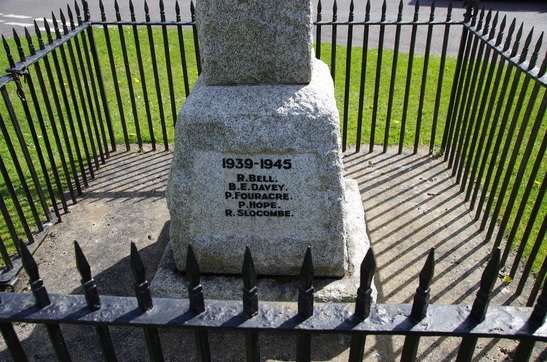 1939-1945
R.BELL.
B.E.DAVEY.
P.FOURACRE.
P.HOPE.
R.SLOCOMBE.